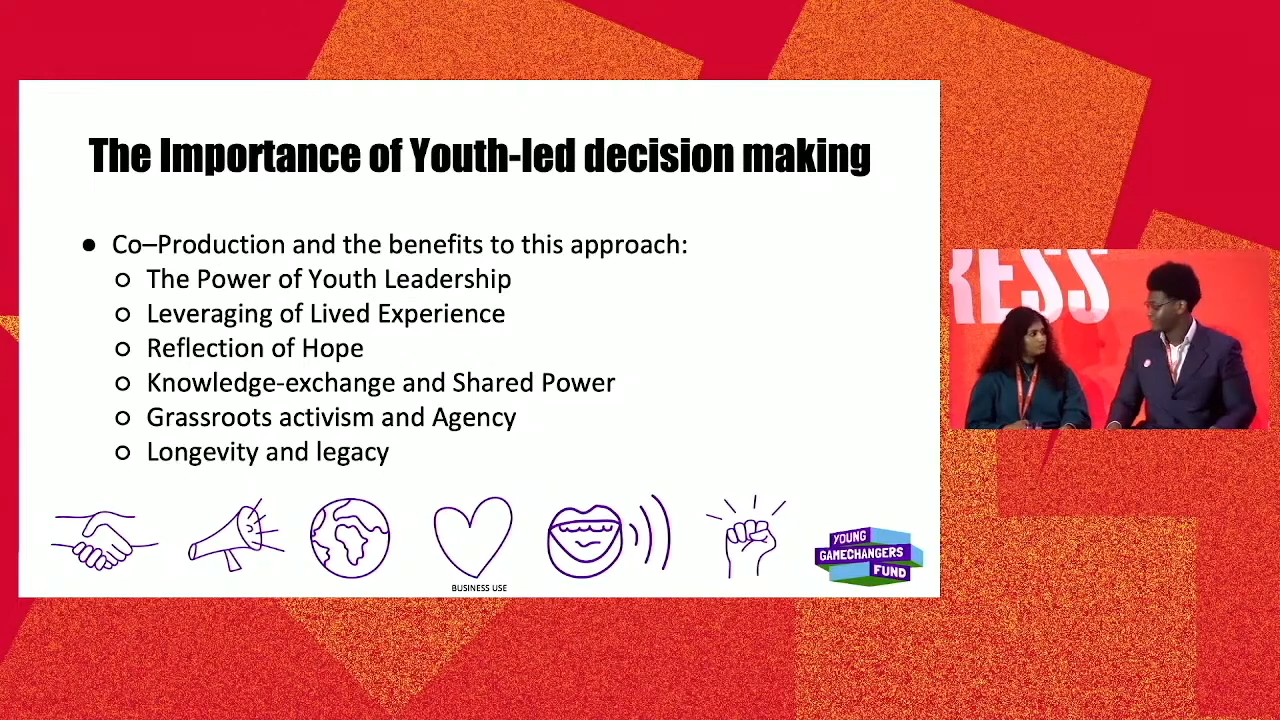 The Importance of Youth-led decision making
Co–Production and the benefits to this approach:
The Power of Youth Leadership
Leveraging of Lived Experience
Reflection of Hope
Knowledge-exchange and Shared Power
Grassroots activism and Agency
Longevity and legacy
BUSINESS USE
YOUNG
GAMECHANGERS
FUND
RESS